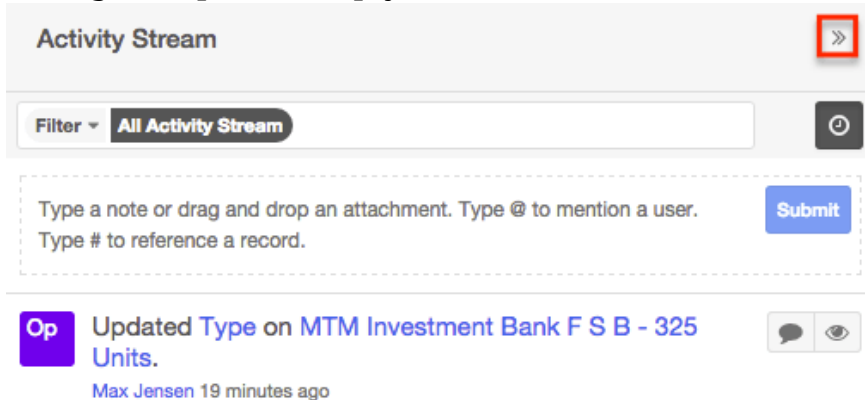 Activity Stream
Filter All Activity Stream
Type a note or drag and drop an attachment. Type @ to mention a user.
Type # to reference a record.
Submit
Op
Updated Type on MTM Investment Bank F S B - 325
Units.
Max Jensen 19 minutes ago